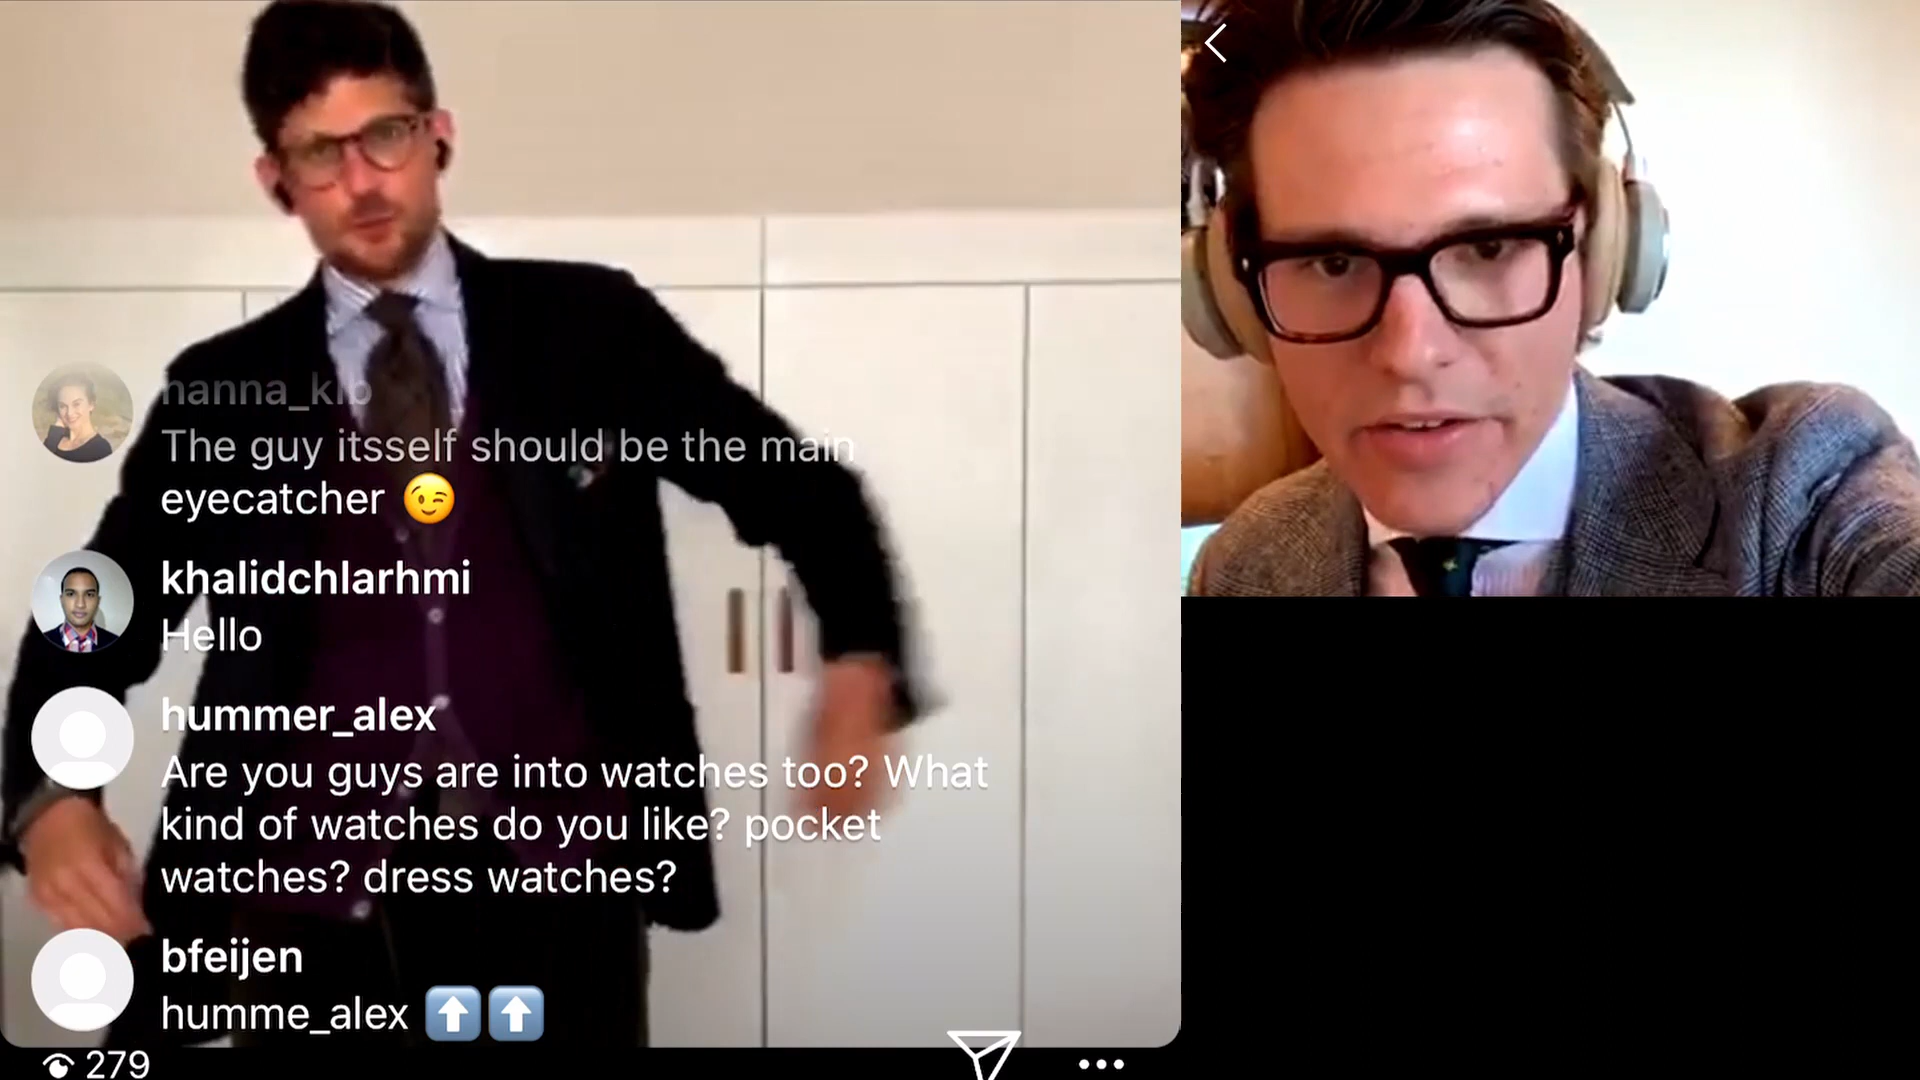 hanna_klb
The guy itsself should be the main
eyecatcher 😉
khalidchlarhmi
Hello
hummer_alex
Are you guys are into watches too? What
kind of watches do you like? pocket
watches? dress watches?
bfeijen
humme_alex ⬆️⬆️
279